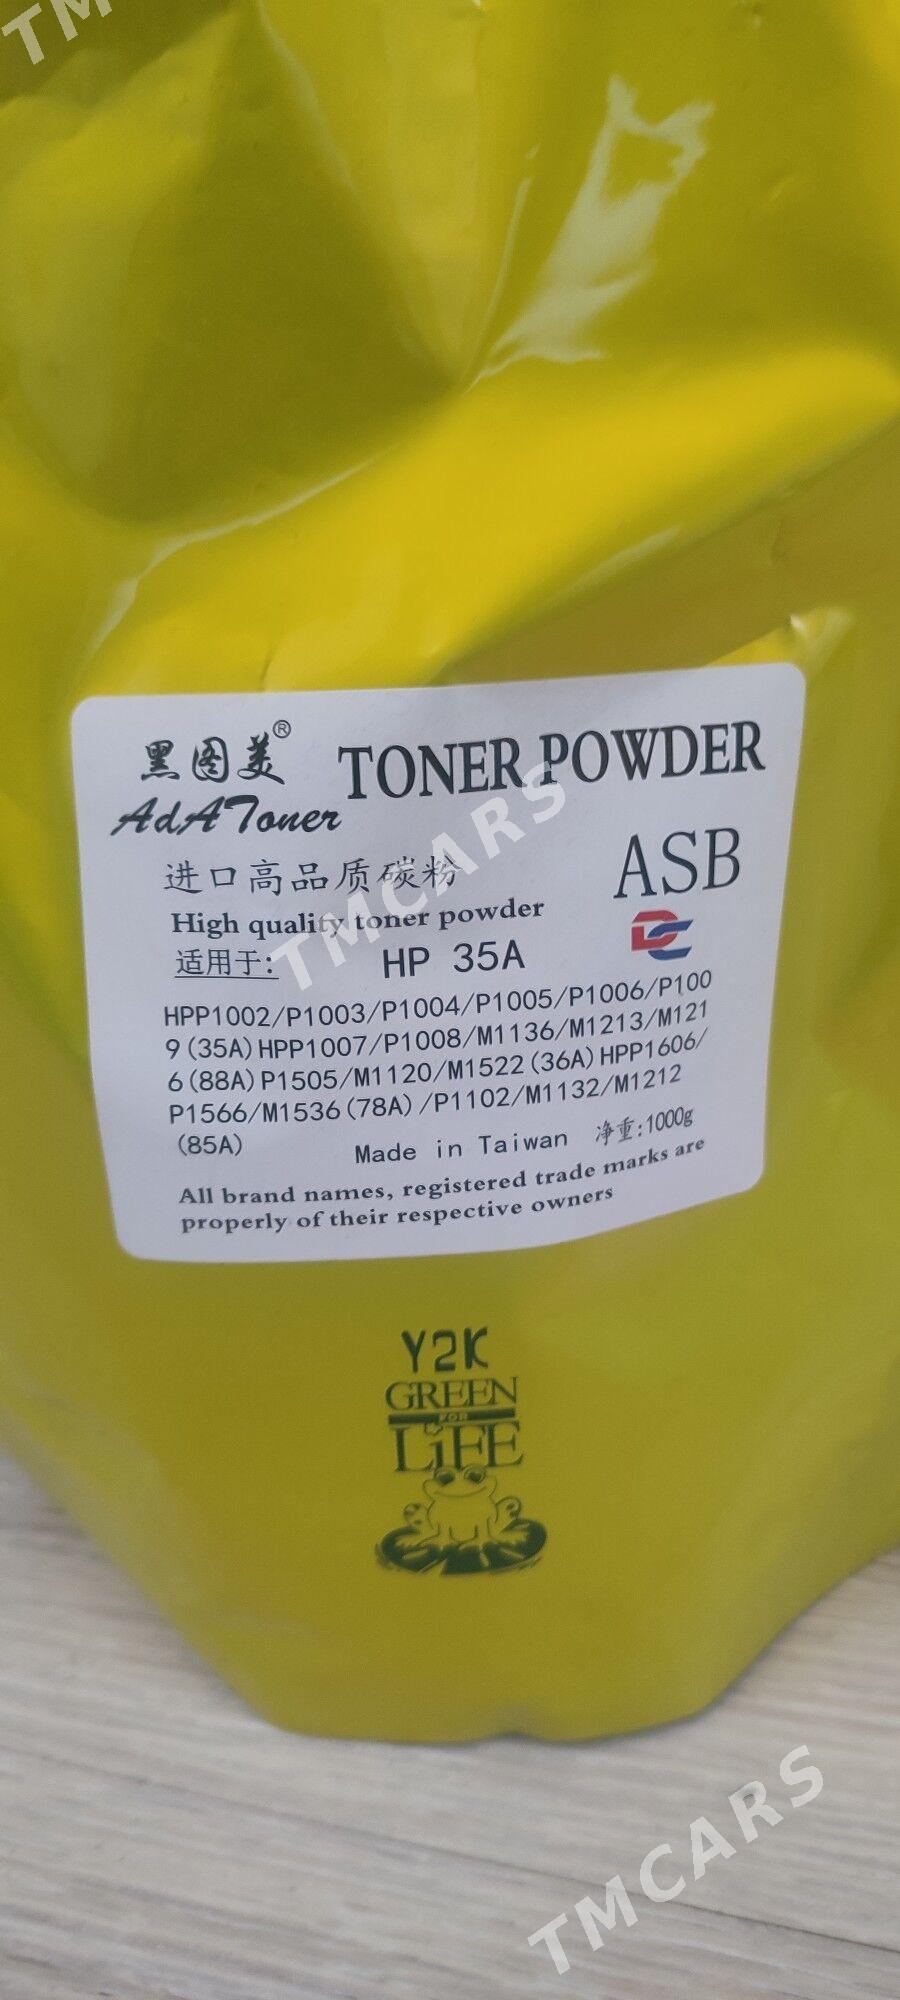 TM
黑图美®
AdAToner
TONER POWDER
进口高品质碳粉
ASB
High quality toner powder
DC
适用于:
HP 35A
HPP1002/P1003/P1004/P1005/P1006/P100
9(35A)HPP1007/P1008/M1136/M1213/M121
6(88A)P1505/M1120/M1522(36A)HPP1606/
P1566/M1536(78A)/P1102/M1132/M1212
(85A)
Made in Taiwan
净重:1000g
All brand names, registered trade marks are
properly of their respective owners
TMCARS
Y2K
GREEN
FOR
LiFE
TMCARS